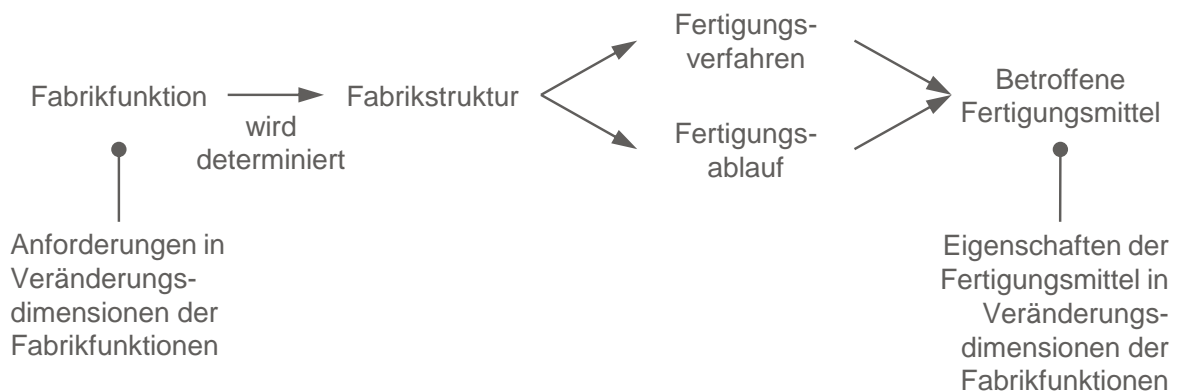 Fertigungs-
verfahren
Fabrikfunktion
wird
determiniert
Fabrikstruktur
Fertigungs-
ablauf
Betroffene
Fertigungsmittel
Anforderungen in
Veränderungs-
dimensionen der
Fabrikfunktionen
Eigenschaften der
Fertigungsmittel in
Veränderungs-
dimensionen der
Fabrikfunktionen